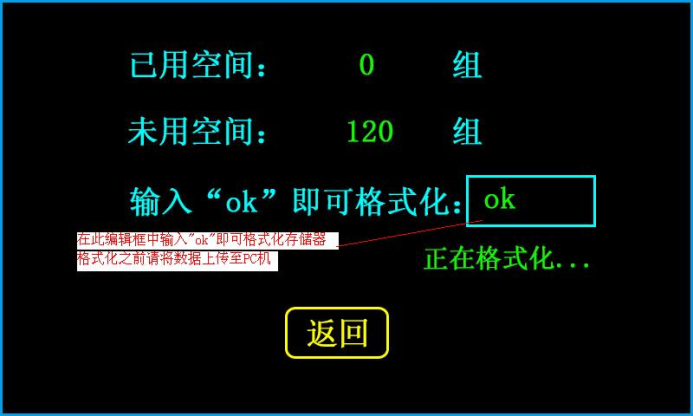 已用空间： 0 组
未用空间： 120 组
输入“ok”即可格式化：ok
在此编辑框中输入"ok"即可格式化存储器
格式化之前请将数据上传至PC机
正在格式化...
返回